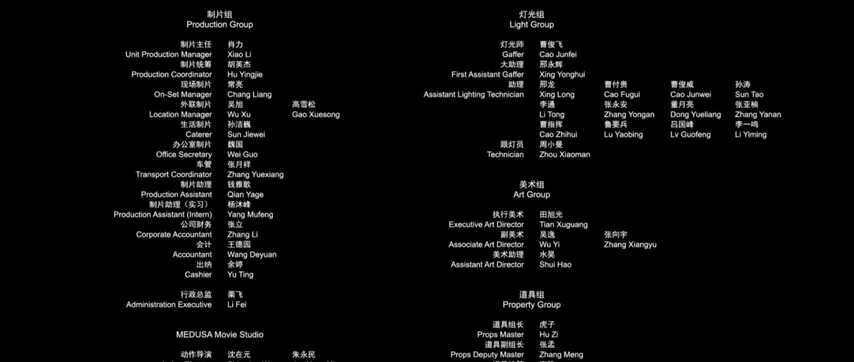 制片组
Production Group
制片主任 肖力
Unit Production Manager Xiao Li
制片统筹 胡英杰
Production Coordinator Hu Yingjie
现场制片 常亮
On-Set Manager Chang Liang
外联制片 吴旭 高雪松
Location Manager Wu Xu Gao Xuesong
生活制片 孙洁巍
Caterer Sun Jiewei
办公室制片 魏国
Office Secretary Wei Guo
车管 张月祥
Transport Coordinator Zhang Yuexiang
制片助理 钱雅歌
Production Assistant Qian Yage
制片助理（实习） 杨沐峰
Production Assistant (Intern) Yang Mufeng
公司财务 张立
Corporate Accountant Zhang Li
会计 王德园
Accountant Wang Deyuan
出纳 余婷
Cashier Yu Ting
行政总监 栗飞
Administration Executive Li Fei
MEDUSA Movie Studio
动作导演 沈在元 朱永民
灯光组
Light Group
灯光师 曹俊飞
Gaffer Cao Junfei
大助理 邢永辉
First Assistant Gaffer Xing Yonghui
助理 邢龙 曹付贵 曹俊威 孙涛
Assistant Lighting Technician Xing Long Cao Fugui Cao Junwei Sun Tao
李通 张永安 董月亮 张亚楠
Li Tong Zhang Yongan Dong Yueliang Zhang Yanan
曹指挥 鲁要兵 吕国峰 李一鸣
Cao Zhihui Lu Yaobing Lv Guofeng Li Yiming
跟灯员 周小曼
Technician Zhou Xiaoman
美术组
Art Group
执行美术 田旭光
Executive Art Director Tian Xuguang
副美术 吴逸 张向宇
Associate Art Director Wu Yi Zhang Xiangyu
美术助理 水昊
Assistant Art Director Shui Hao
道具组
Property Group
道具组长 虎子
Props Master Hu Zi
道具副组长 张孟
Props Deputy Master Zhang Meng